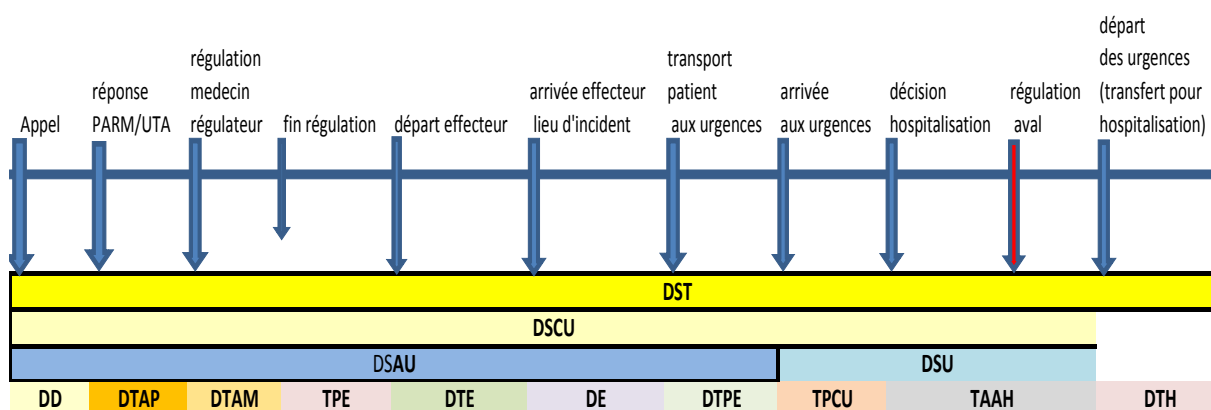 Appel
réponse
PARM/UTA
régulation
medecin
régulateur
fin régulation
départ effecteur
arrivée effecteur
lieu d'incident
transport
patient
aux urgences
arrivée
aux urgences
décision
hospitalisation
régulation
aval
départ
des urgences
(transfert pour
hospitalisation)
DST
DSCU
DSAU DSU
DD DTAP DTAM TPE DTE DE DTPE TPCU TAAH DTH